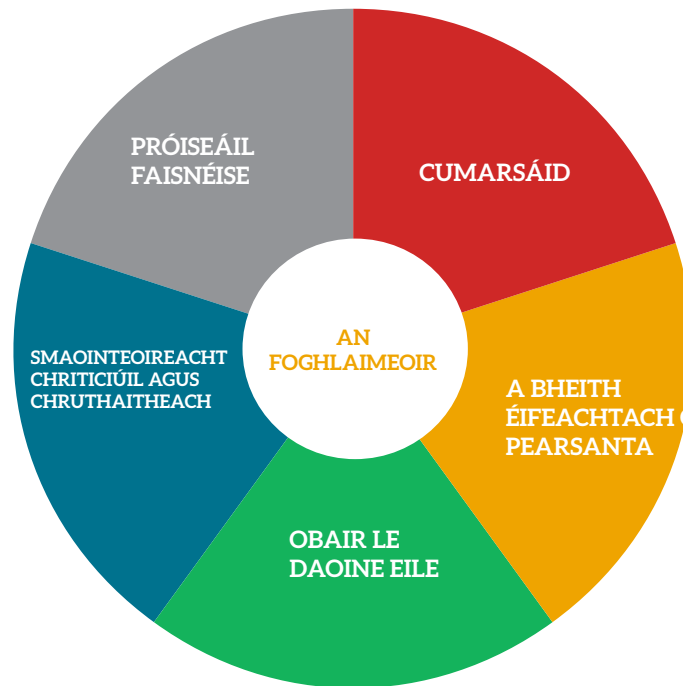 PRÓISEÁIL
FAISNÉISE
CUMARSÁID
AN
FOGHLAIMEOIR
SMAOINTEOIREACHT
CHRITICIÚIL AGUS
CHRUTHAITHEACH
A BHEITH
ÉIFEACHTACH
PEARSANTA
OBAIR LE
DAOINE EILE